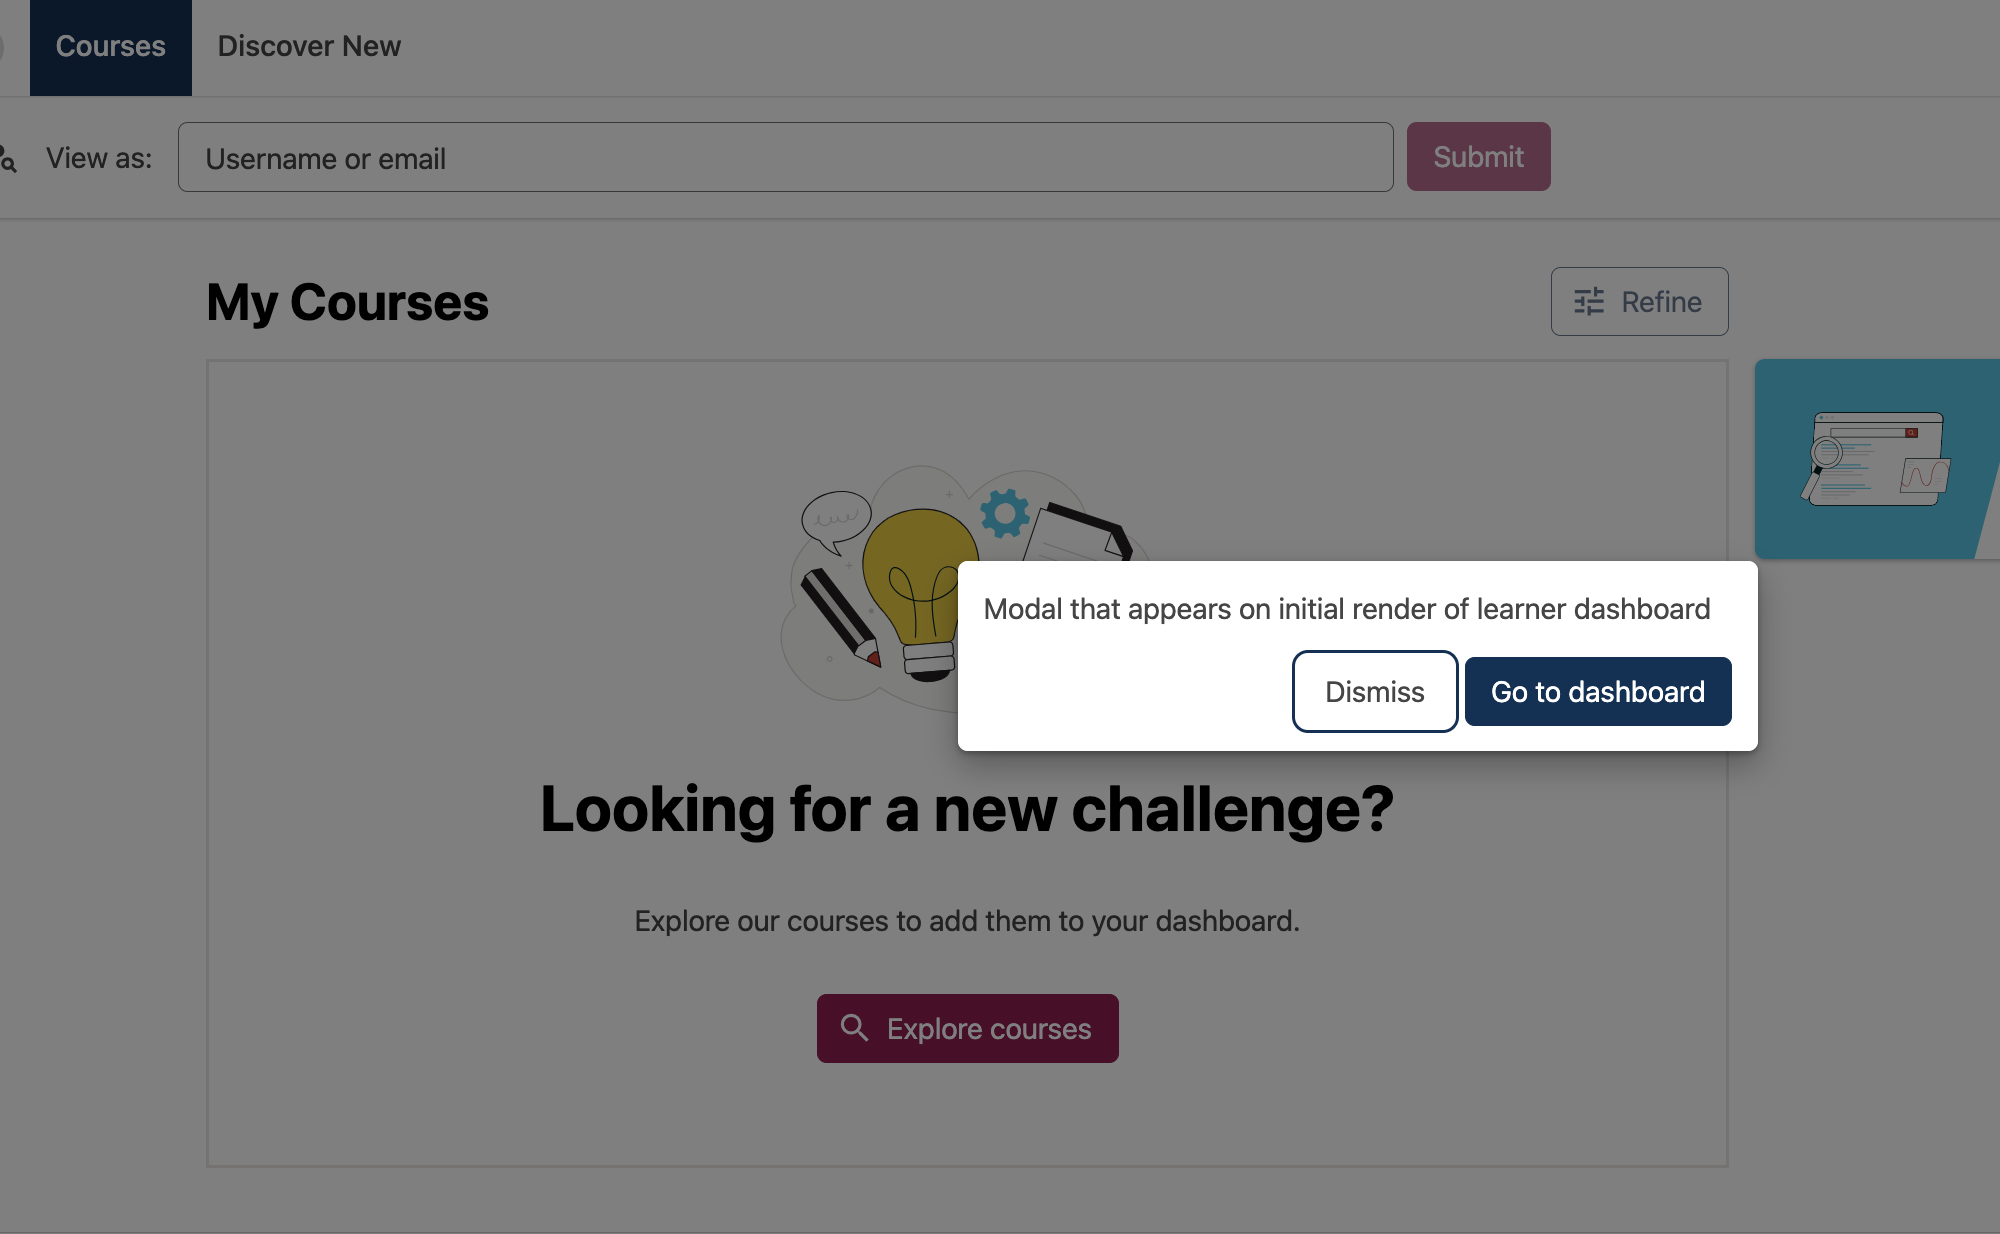 Courses
Discover New
View as:
Username or email
Submit
My Courses
Refine
Modal that appears on initial render of learner dashboard
Dismiss
Go to dashboard
Looking for a new challenge?
Explore our courses to add them to your dashboard.
Explore courses